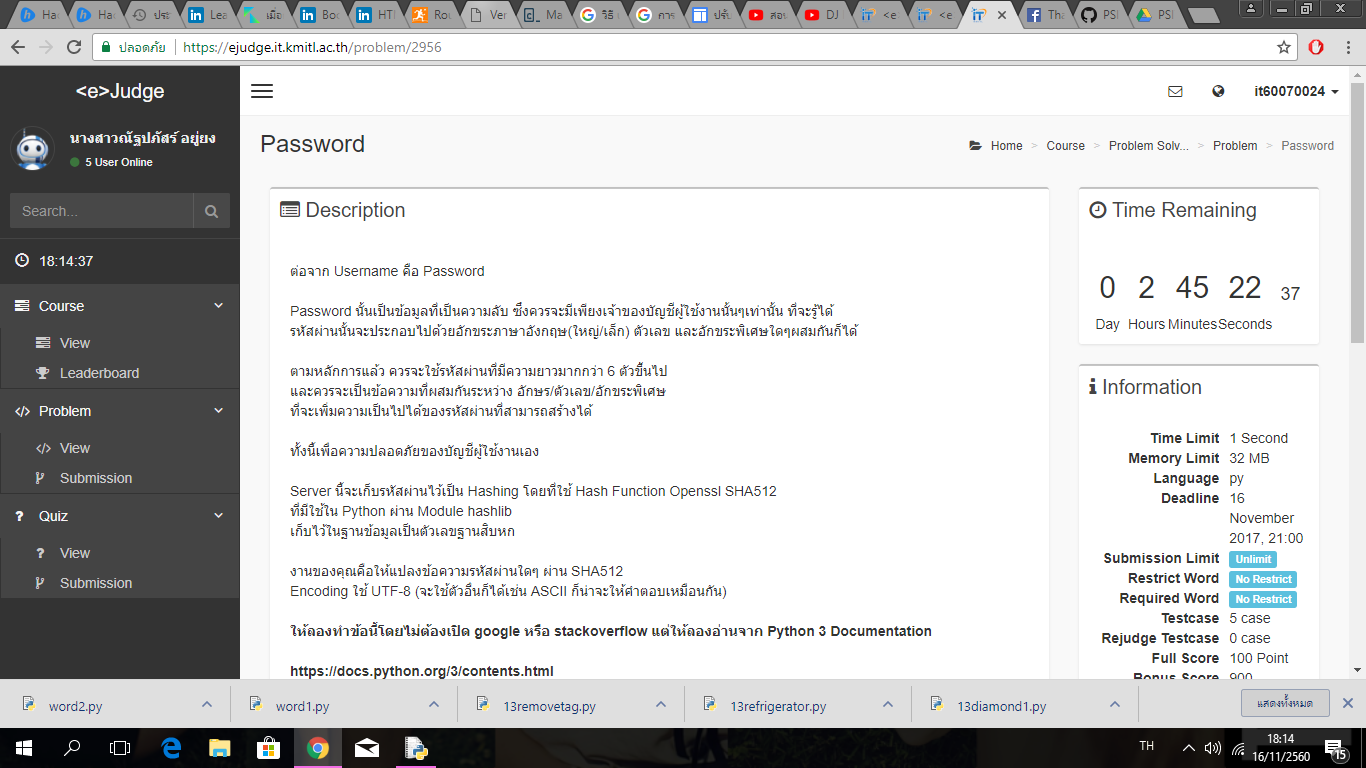 Ha
Ha
ประ
Lea
เมื่อ
Boo
HT
Rou
Ver
Ma
วิธี
การ
ปรับ
สอน
DJ
<e
<e
Tha
PS
PS
ปลอดภัย
https://ejudge.it.kmitl.ac.th/problem/2956
<e>Judge
it60070024
นางสาวณัฐปภัสร์ อยู่ยง
5 User Online
Search...
18:14:37
Course
View
Leaderboard
Problem
View
Submission
Quiz
View
Submission
Password
Home > Course > Problem Solv... > Problem > Password
Description
ต่อจาก Username คือ Password
Password นั้นเป็นข้อมูลที่เป็นความลับ ซึ่งควรจะมีเพียงเจ้าของบัญชีผู้ใช้งานนั้นๆเท่านั้น ที่จะรู้ได้
รหัสผ่านนั้นจะประกอบไปด้วยอักขระภาษาอังกฤษ(ใหญ่/เล็ก) ตัวเลข และอักขระพิเศษใดๆผสมกันก็ได้
ตามหลักการแล้ว ควรจะใช้รหัสผ่านที่มีความยาวมากกว่า 6 ตัวขึ้นไป
และควรจะเป็นข้อความที่ผสมกันระหว่าง อักษร/ตัวเลข/อักขระพิเศษ
ที่จะเพิ่มความเป็นไปได้ของรหัสผ่านที่สามารถสร้างได้
ทั้งนี้เพื่อความปลอดภัยของบัญชีผู้ใช้งานเอง
Server นี้จะเก็บรหัสผ่านไว้เป็น Hashing โดยที่ใช้ Hash Function Openssl SHA512
ที่มีใช้ใน Python ผ่าน Module hashlib
เก็บไว้ในฐานข้อมูลเป็นตัวเลขฐานสิบหก
งานของคุณคือให้แปลงข้อความรหัสผ่านใดๆ ผ่าน SHA512
Encoding ใช้ UTF-8 (จะใช้ตัวอื่นก็ได้เช่น ASCII ก็น่าจะให้คำตอบเหมือนกัน)
ให้ลองทำข้อนี้โดยไม่ต้องเปิด google หรือ stackoverflow แต่ให้ลองอ่านจาก Python 3 Documentation
https://docs.python.org/3/contents.html
Time Remaining
0 2 45 22 37
Day Hours Minutes Seconds
Information
Time Limit 1 Second
Memory Limit 32 MB
Language py
Deadline 16
November
2017, 21:00
Submission Limit Unlimit
Restrict Word No Restrict
Required Word No Restrict
Testcase 5 case
Rejudge Testcase 0 case
Full Score 100 Point
Bonus Score 900
word2.py
word1.py
13removetag.py
13refrigerator.py
13diamond1.py
แสดงทั้งหมด
TH
18:14
16/11/2560
15